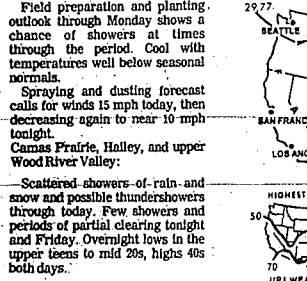 Field preparation and planting
outlook through Monday shows a
chance of showers at times
through the period. Cool with
temperatures well below seasonal
normals.
Spraying and dusting forecast
calls for winds 15 mph today, then
decreasing again to near 10 mph
tonight.
Camas Prairie, Hailey, and upper
Wood River Valley:
Scattered showers of rain and
snow and possible thundershowers
through today. Few showers and
periods of partial clearing tonight
and Friday. Overnight lows in the
upper teens to mid 20s, highs 40s
both days.
29.77
SEATTLE
SAN FRANC
LOS ANG
HIGHEST
50
70